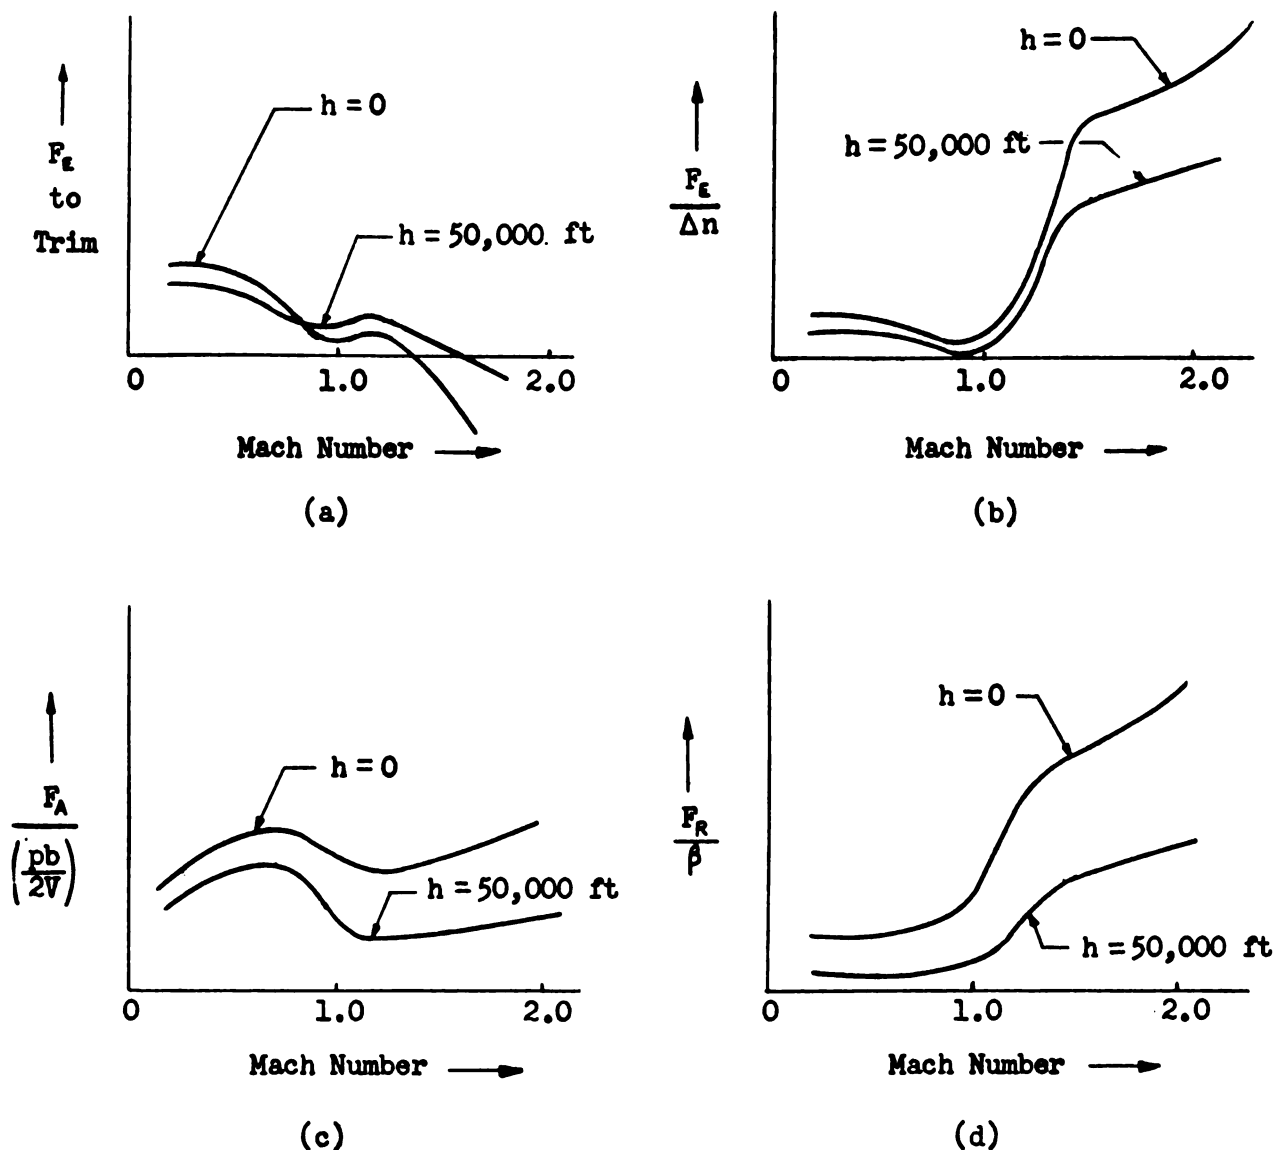 h = 0
F_E
to
Trim
h = 50,000. ft
0 1.0 2.0
Mach Number
(a)
h = 0
h = 50,000 ft
F_E
Δn
0 1.0 2.0
Mach Number
(b)
h = 0
F_A
(pb
2V)
h = 50,000 ft
0 1.0 2.0
Mach Number
(c)
h = 0
F_R
β
h = 50,000 ft
0 1.0 2.0
Mach Number
(d)